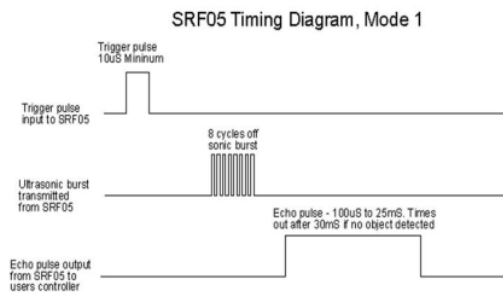 SRF05 Timing Diagram, Mode 1
Trigger pulse
10uS Mininum
Trigger pulse
input to SRF05
8 cycles off
sonic burst
Ultrasonic burst
transmitted
from SRF05
Echo pulse - 100uS to 25mS. Times
out after 30mS if no object detected
Echo pulse output
from SRF05 to
users controller